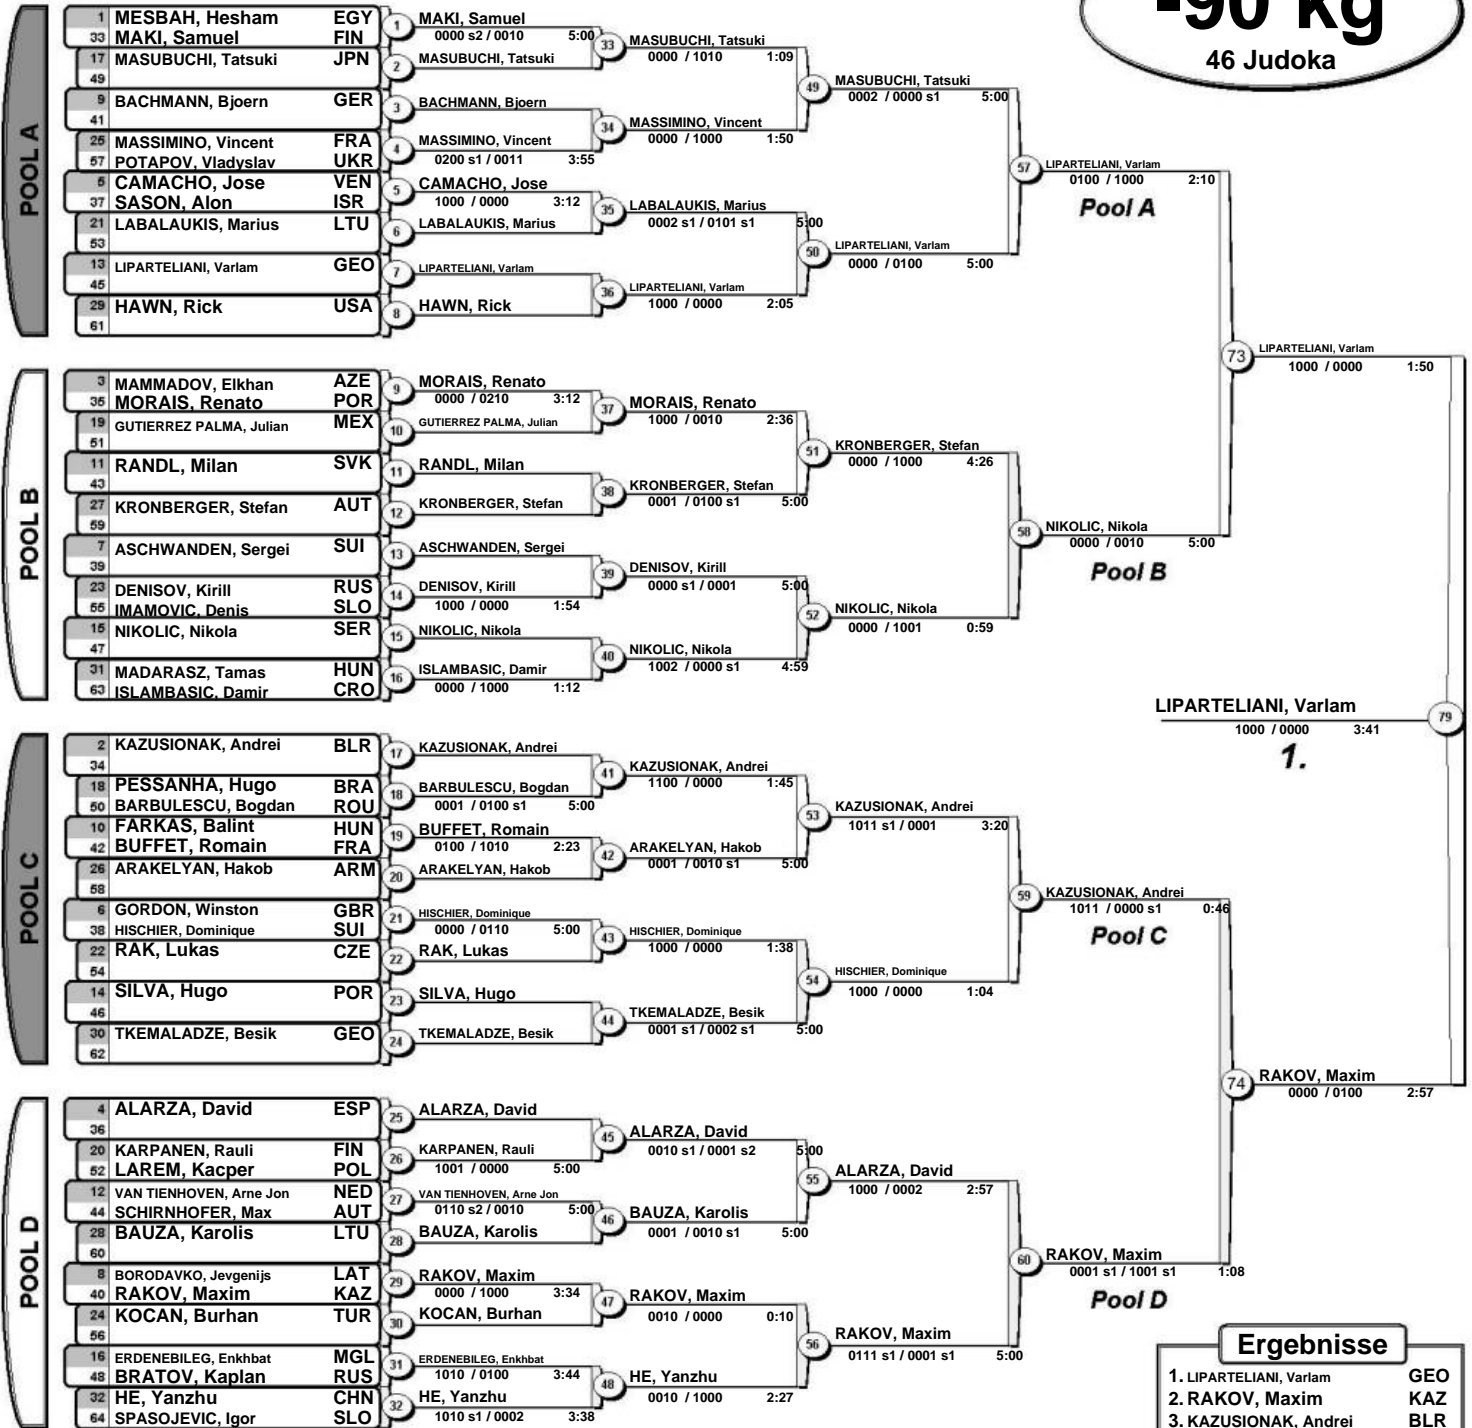 -90 kg
46 Judoka
POOL A
1 MESBAH, Hesham EGY
33 MAKI, Samuel FIN
17 MASUBUCHI, Tatsuki JPN
49
9 BACHMANN, Bjoern GER
41
25 MASSIMINO, Vincent FRA
57 POTAPOV, Vladyslav UKR
5 CAMACHO, Jose VEN
37 SASON, Alon ISR
21 LABALAUKIS, Marius LTU
53
13 LIPARTELIANI, Varlam GEO
45
29 HAWN, Rick USA
61
1 MAKI, Samuel
0000 s2 / 0010 5:00
2 MASUBUCHI, Tatsuki
3 BACHMANN, Bjoern
4 MASSIMINO, Vincent
0200 s1 / 0011 3:55
5 CAMACHO, Jose
1000 / 0000 3:12
6 LABALAUKIS, Marius
7 LIPARTELIANI, Varlam
8 HAWN, Rick
33 MASUBUCHI, Tatsuki
0000 / 1010 1:09
34 MASSIMINO, Vincent
0000 / 1000 1:50
35 LABALAUKIS, Marius
0002 s1 / 0101 s1 5:00
36 LIPARTELIANI, Varlam
1000 / 0000 2:05
49 MASUBUCHI, Tatsuki
0002 / 0000 s1 5:00
50 LIPARTELIANI, Varlam
0000 / 0100 5:00
57 LIPARTELIANI, Varlam
0100 / 1000 2:10
Pool A
POOL B
3 MAMMADOV, Elkhan AZE
35 MORAIS, Renato POR
19 GUTIERREZ PALMA, Julian MEX
51
11 RANDL, Milan SVK
43
27 KRONBERGER, Stefan AUT
59
7 ASCHWANDEN, Sergei SUI
39
23 DENISOV, Kirill RUS
55 IMAMOVIC, Denis SLO
15 NIKOLIC, Nikola SER
47
31 MADARASZ, Tamas HUN
63 ISLAMBASIC, Damir CRO
9 MORAIS, Renato
0000 / 0210 3:12
10 GUTIERREZ PALMA, Julian
11 RANDL, Milan
12 KRONBERGER, Stefan
13 ASCHWANDEN, Sergei
14 DENISOV, Kirill
1000 / 0000 1:54
15 NIKOLIC, Nikola
16 ISLAMBASIC, Damir
0000 / 1000 1:12
37 MORAIS, Renato
1000 / 0010 2:36
38 KRONBERGER, Stefan
0001 / 0100 s1 5:00
39 DENISOV, Kirill
0000 s1 / 0001 5:00
40 NIKOLIC, Nikola
1002 / 0000 s1 4:59
51 KRONBERGER, Stefan
0000 / 1000 4:26
52 NIKOLIC, Nikola
0000 / 1001 0:59
58 NIKOLIC, Nikola
0000 / 0010 5:00
Pool B
73 LIPARTELIANI, Varlam
1000 / 0000 1:50
LIPARTELIANI, Varlam 79
1000 / 0000 3:41
1.
POOL C
2 KAZUSIONAK, Andrei BLR
34
18 PESSANHA, Hugo BRA
50 BARBULESCU, Bogdan ROU
10 FARKAS, Balint HUN
42 BUFFET, Romain FRA
26 ARAKELYAN, Hakob ARM
58
6 GORDON, Winston GBR
38 HISCHIER, Dominique SUI
22 RAK, Lukas CZE
54
14 SILVA, Hugo POR
46
30 TKEMALADZE, Besik GEO
62
17 KAZUSIONAK, Andrei
18 BARBULESCU, Bogdan
0001 / 0100 s1 5:00
19 BUFFET, Romain
0100 / 1010 2:23
20 ARAKELYAN, Hakob
21 HISCHIER, Dominique
0000 / 0110 5:00
22 RAK, Lukas
23 SILVA, Hugo
24 TKEMALADZE, Besik
41 KAZUSIONAK, Andrei
1100 / 0000 1:45
42 ARAKELYAN, Hakob
0001 / 0010 s1 5:00
43 HISCHIER, Dominique
1000 / 0000 1:38
44 TKEMALADZE, Besik
0001 s1 / 0002 s1 5:00
53 KAZUSIONAK, Andrei
1011 s1 / 0001 3:20
54 HISCHIER, Dominique
1000 / 0000 1:04
59 KAZUSIONAK, Andrei
1011 / 0000 s1 0:46
Pool C
POOL D
4 ALARZA, David ESP
36
20 KARPANEN, Rauli FIN
52 LAREM, Kacper POL
12 VAN TIENHOVEN, Arne Jon NED
44 SCHIRNHOFER, Max AUT
28 BAUZA, Karolis LTU
60
8 BORODAVKO, Jevgenijs LAT
40 RAKOV, Maxim KAZ
24 KOCAN, Burhan TUR
56
16 ERDENEBILEG, Enkhbat MGL
48 BRATOV, Kaplan RUS
32 HE, Yanzhu CHN
64 SPASOJEVIC, Igor SLO
25 ALARZA, David
26 KARPANEN, Rauli
1001 / 0000 5:00
27 VAN TIENHOVEN, Arne Jon
0110 s2 / 0010 5:00
28 BAUZA, Karolis
29 RAKOV, Maxim
0000 / 1000 3:34
30 KOCAN, Burhan
31 ERDENEBILEG, Enkhbat
1010 / 0100 3:44
32 HE, Yanzhu
1010 s1 / 0002 3:38
45 ALARZA, David
0010 s1 / 0001 s2 5:00
46 BAUZA, Karolis
0001 / 0010 s1 5:00
47 RAKOV, Maxim
0010 / 0000 0:10
48 HE, Yanzhu
0010 / 1000 2:27
55 ALARZA, David
1000 / 0002 2:57
56 RAKOV, Maxim
0111 s1 / 0001 s1 5:00
60 RAKOV, Maxim
0001 s1 / 1001 s1 1:08
Pool D
74 RAKOV, Maxim
0000 / 0100 2:57
Ergebnisse
1. LIPARTELIANI, Varlam GEO
2. RAKOV, Maxim KAZ
3. KAZUSIONAK, Andrei BLR